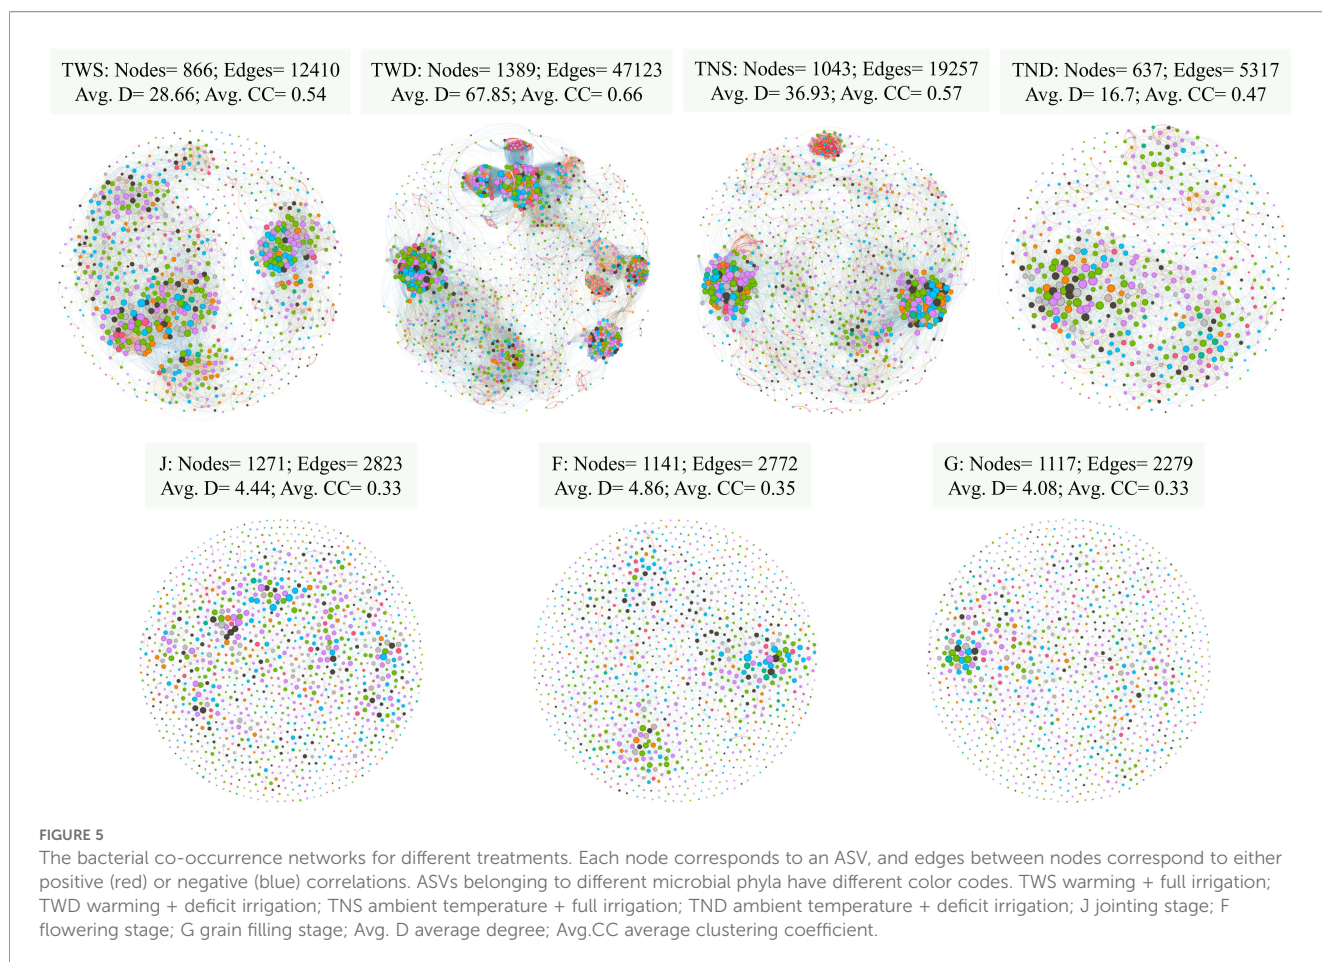 TWS: Nodes= 866; Edges= 12410
Avg. D= 28.66; Avg. CC= 0.54
TWD: Nodes= 1389; Edges= 47123
Avg. D= 67.85; Avg. CC= 0.66
TNS: Nodes= 1043; Edges= 19257
Avg. D= 36.93; Avg. CC= 0.57
TND: Nodes= 637; Edges= 5317
Avg. D= 16.7; Avg. CC= 0.47
J: Nodes= 1271; Edges= 2823
Avg. D= 4.44; Avg. CC= 0.33
F: Nodes= 1141; Edges= 2772
Avg. D= 4.86; Avg. CC= 0.35
G: Nodes= 1117; Edges= 2279
Avg. D= 4.08; Avg. CC= 0.33
FIGURE 5
The bacterial co-occurrence networks for different treatments. Each node corresponds to an ASV, and edges between nodes correspond to either
positive (red) or negative (blue) correlations. ASVs belonging to different microbial phyla have different color codes. TWS warming + full irrigation;
TWD warming + deficit irrigation; TNS ambient temperature + full irrigation; TND ambient temperature + deficit irrigation; J jointing stage; F
flowering stage; G grain filling stage; Avg. D average degree; Avg.CC average clustering coefficient.